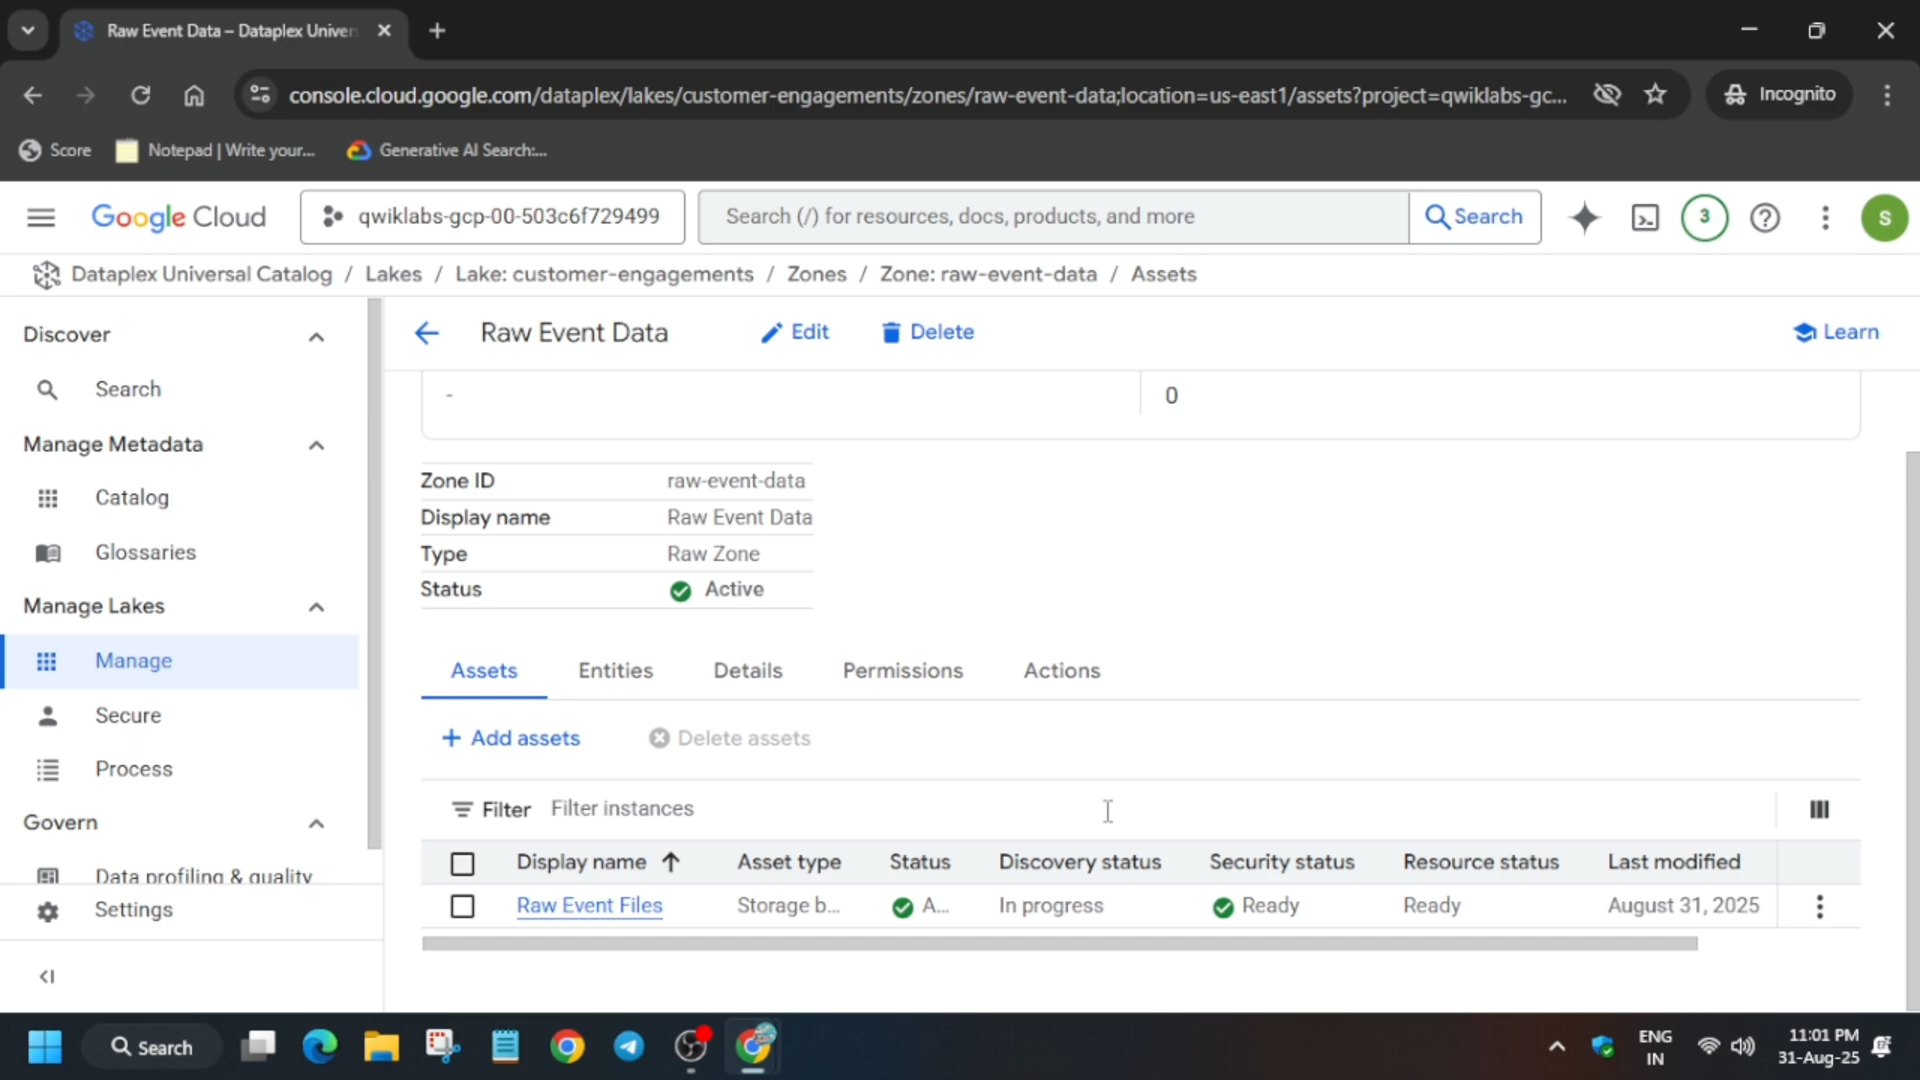 Raw Event Data – Dataplex Univer
console.cloud.google.com/dataplex/lakes/customer-engagements/zones/raw-event-data;location=us-east1/assets?project=qwiklabs-gc...
Incognito
Score
Notepad | Write your...
Generative AI Search:...
Google Cloud
qwiklabs-gcp-00-503c6f729499
Search (/) for resources, docs, products, and more
Search
3
S
Dataplex Universal Catalog / Lakes / Lake: customer-engagements / Zones / Zone: raw-event-data / Assets
Discover
Search
Manage Metadata
Catalog
Glossaries
Manage Lakes
Manage
Secure
Process
Govern
Data profiling & quality
Settings
Raw Event Data
Edit
Delete
Learn
-
0
Zone ID raw-event-data
Display name Raw Event Data
Type Raw Zone
Status Active
Assets Entities Details Permissions Actions
+ Add assets Delete assets
Filter Filter instances
Display name Asset type Status Discovery status Security status Resource status Last modified
Raw Event Files Storage b... A... In progress Ready Ready August 31, 2025
Search
ENG
IN
11:01 PM
31-Aug-25